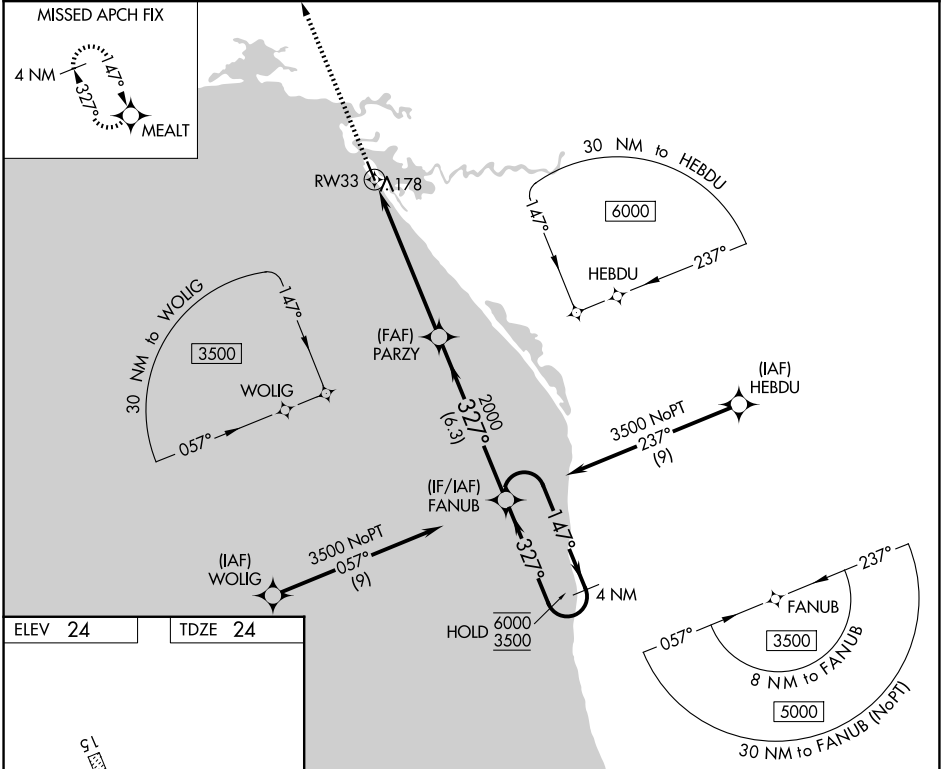 MISSED APCH FIX
4 NM
147°
327°
MEALT
RW33
178
30 NM to HEBDU
6000
147°
HEBDU
237°
30 NM to WOLIG
3500
147°
WOLIG
057°
(FAF)
PARZY
2000
327°
(6.3)
(IAF)
HEBDU
3500 NoPT
237°
(9)
(IF/IAF)
FANUB
147°
327°
4 NM
HOLD 6000
3500
(IAF)
WOLIG
3500 NoPT
057°
(9)
237°
FANUB
057°
3500
8 NM to FANUB
5000
30 NM to FANUB (NoPT)
ELEV 24
TDZE 24
15